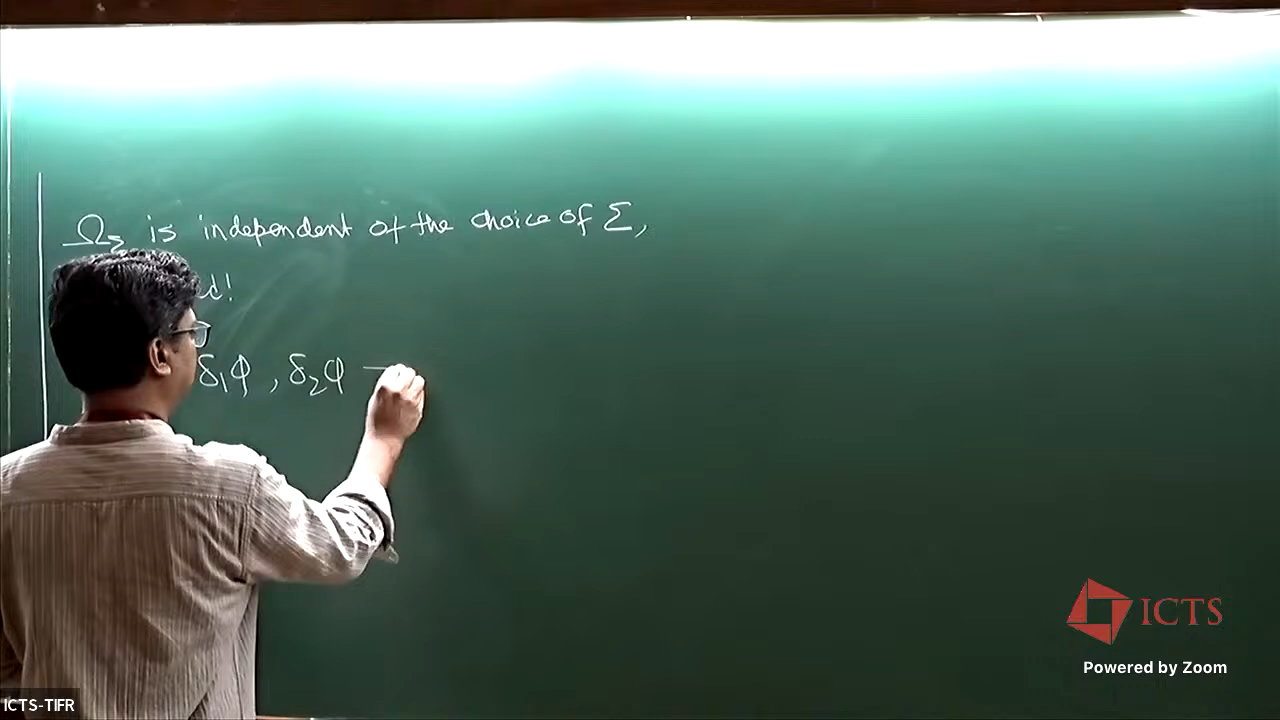 Ω_Σ is independent of the choice of Σ,
δ₁φ , δ₂φ —
ICTS
Powered by Zoom
ICTS-TIFR